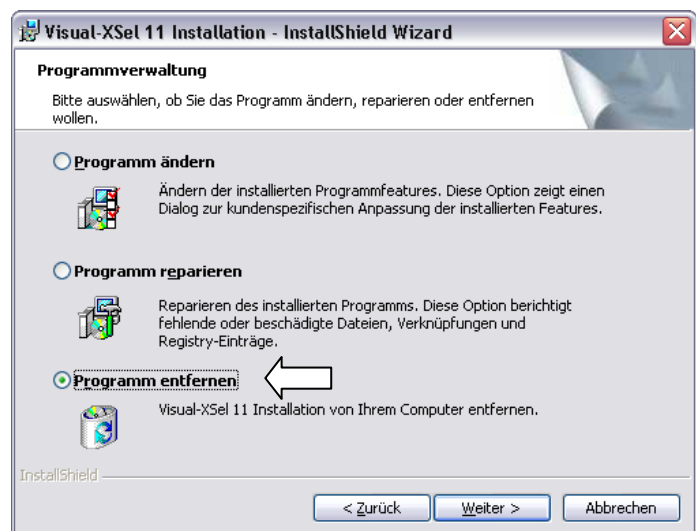 Visual-XSel 11 Installation - InstallShield Wizard
Programmverwaltung
Bitte auswählen, ob Sie das Programm ändern, reparieren oder entfernen
wollen.
Programm ändern
Ändern der installierten Programmfeatures. Diese Option zeigt einen
Dialog zur kundenspezifischen Anpassung der installierten Features.
Programm reparieren
Reparieren des installierten Programms. Diese Option berichtigt
fehlende oder beschädigte Dateien, Verknüpfungen und
Registry-Einträge.
Programm entfernen
Visual-XSel 11 Installation von Ihrem Computer entfernen.
InstallShield
< Zurück Weiter > Abbrechen